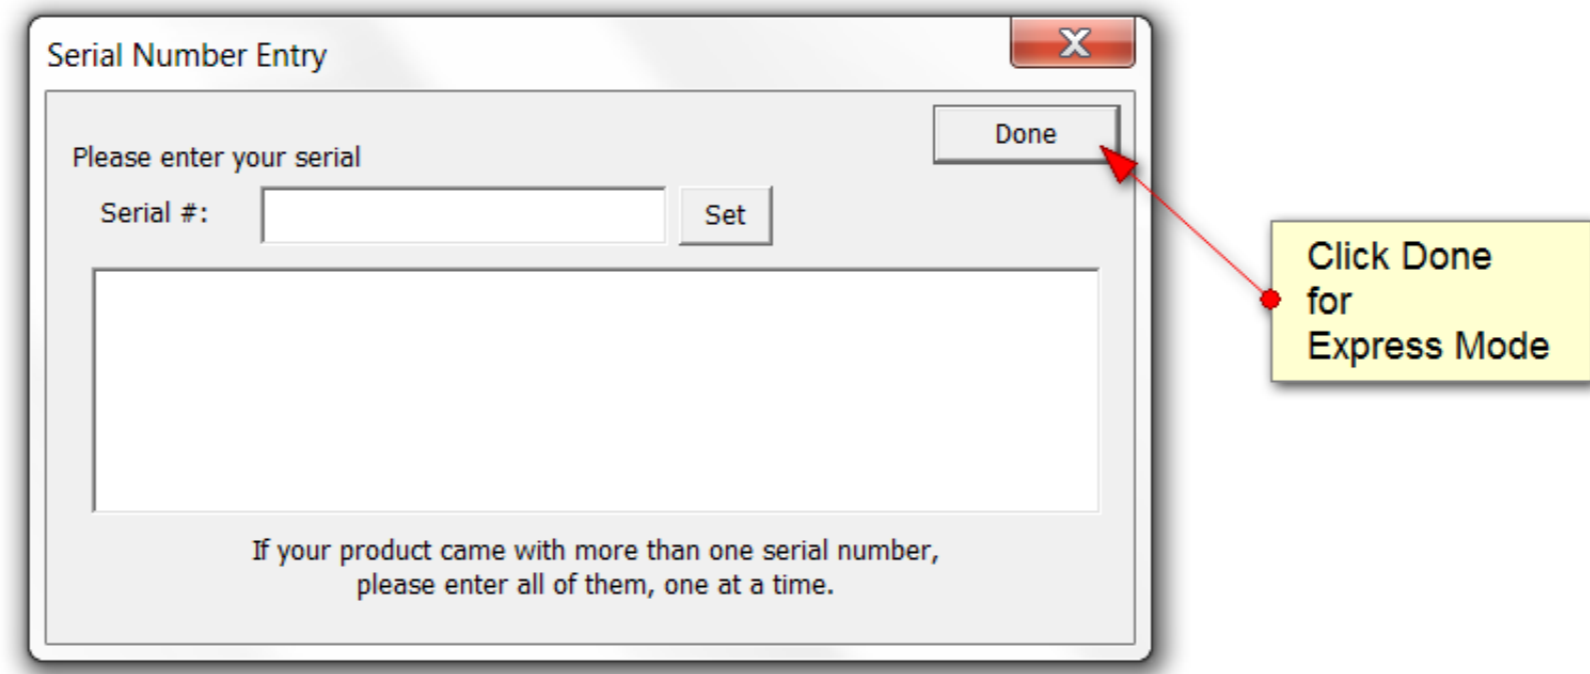 Serial Number Entry
X
Done
Please enter your serial
Serial #:
Set
If your product came with more than one serial number,
please enter all of them, one at a time.
Click Done
for
Express Mode